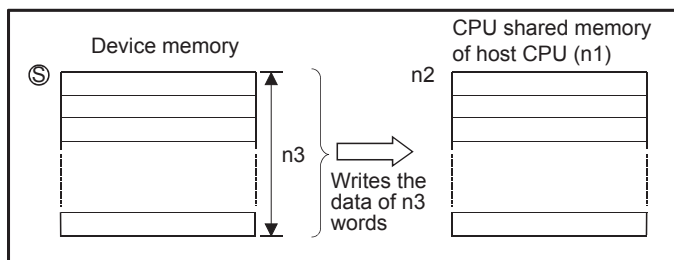 Device memory
CPU shared memory
of host CPU (n1)
Ⓢ
n2
n3
Writes the
data of n3
words